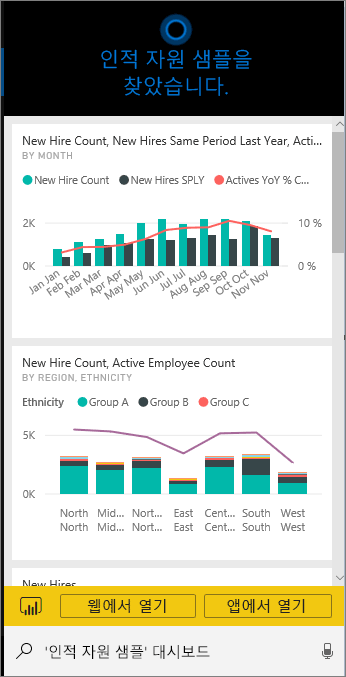 인적 자원 샘플을
찾았습니다.
New Hire Count, New Hires Same Period Last Year, Acti...
BY MONTH
New Hire Count New Hires SPLY Actives YoY % C...
2K 10 %
0K 0 %
Jan Jan Feb Feb Mar Mar Apr Apr May May Jun Jun Jul Jul Aug Aug Sep Sep Oct Oct Nov Nov
New Hire Count, Active Employee Count
BY REGION, ETHNICITY
Ethnicity Group A Group B Group C
5K
0K
North Mid... Nort... East Cent... South West
North Mid... Nort... East Cent... South West
New Hires
웹에서 열기 앱에서 열기
'인적 자원 샘플' 대시보드